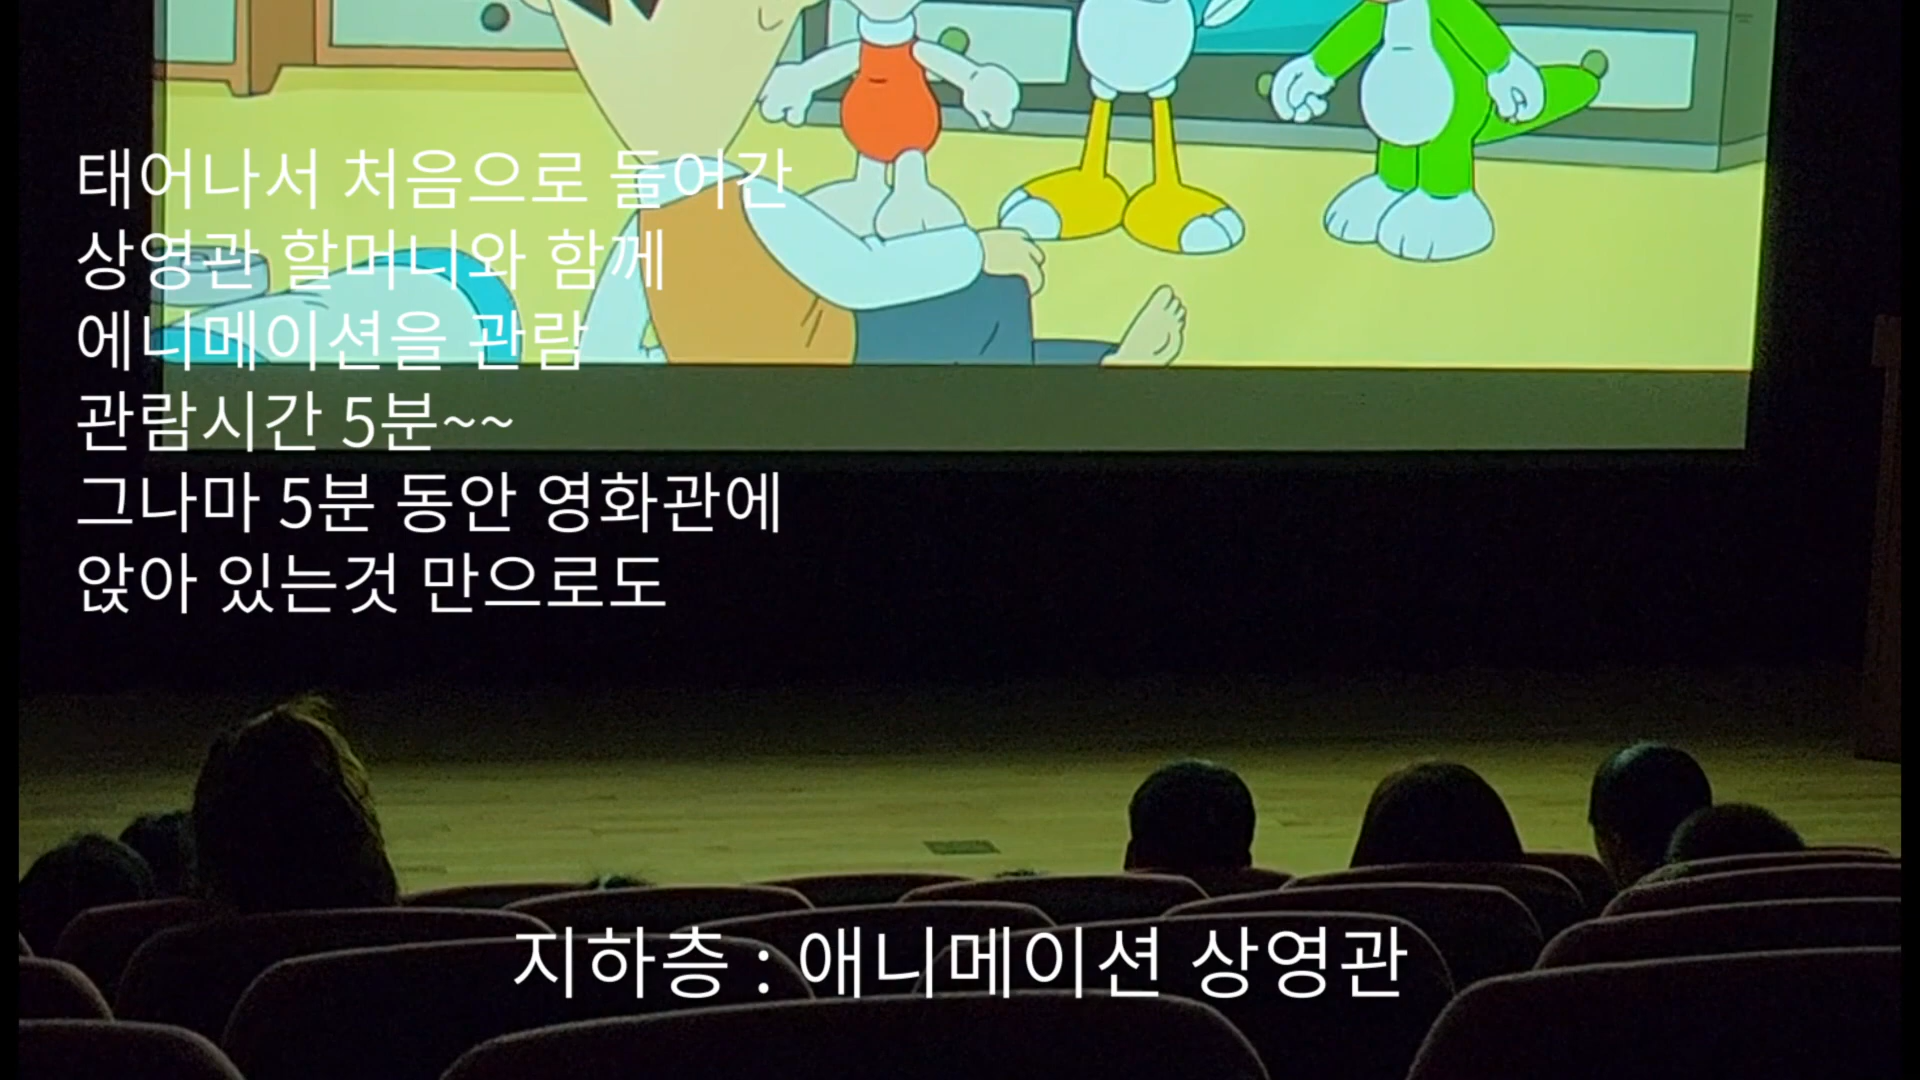 태어나서 처음으로 들어간
상영관 할머니와 함께
에니메이션을 관람
관람시간 5분~~
그나마 5분 동안 영화관에
앉아 있는것 만으로도
지하층 : 애니메이션 상영관